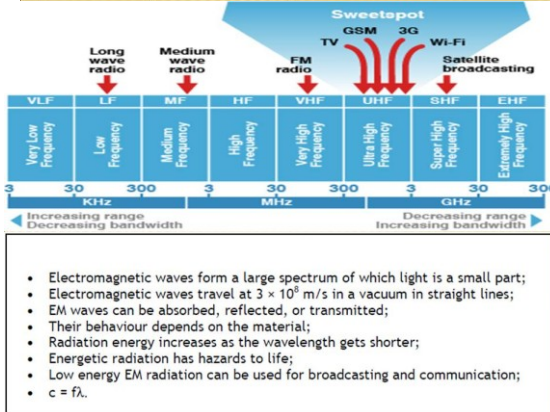 Sweetspot
TV GSM 3G Wi-Fi
Long wave radio
Medium wave radio
FM radio
Satellite broadcasting
VLF LF MF HF VHF UHF SHF EHF
Very Low Frequency
Low Frequency
Medium Frequency
High Frequency
Very High Frequency
Ultra High Frequency
Super High Frequency
Extremely High Frequency
3 30 300 3 30 300 3 30 300
KHz MHz GHz
Increasing range
Decreasing bandwidth
Decreasing range
Increasing bandwidth
• Electromagnetic waves form a large spectrum of which light is a small part;
• Electromagnetic waves travel at 3 × 10⁸ m/s in a vacuum in straight lines;
• EM waves can be absorbed, reflected, or transmitted;
• Their behaviour depends on the material;
• Radiation energy increases as the wavelength gets shorter;
• Energetic radiation has hazards to life;
• Low energy EM radiation can be used for broadcasting and communication;
• c = fλ.